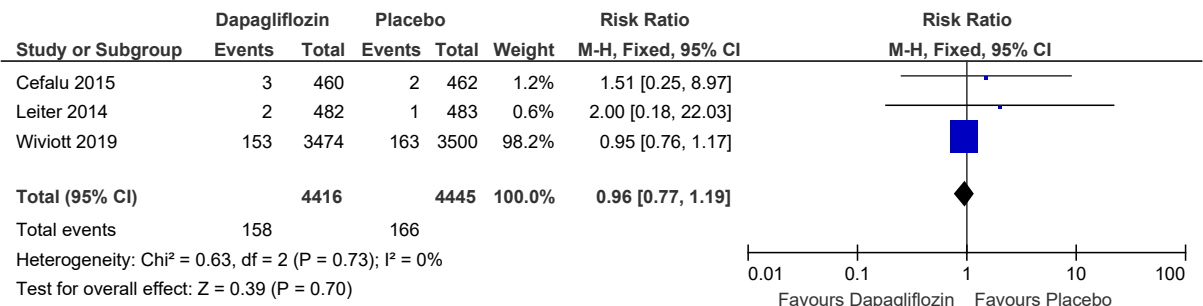 Dapagliflozin Placebo Risk Ratio Risk Ratio
Study or Subgroup Events Total Events Total Weight M-H, Fixed, 95% CI M-H, Fixed, 95% CI
Cefalu 2015 3 460 2 462 1.2% 1.51 [0.25, 8.97]
Leiter 2014 2 482 1 483 0.6% 2.00 [0.18, 22.03]
Wiviott 2019 153 3474 163 3500 98.2% 0.95 [0.76, 1.17]
Total (95% CI) 4416 4445 100.0% 0.96 [0.77, 1.19]
Total events 158 166
Heterogeneity: Chi² = 0.63, df = 2 (P = 0.73); I² = 0%
Test for overall effect: Z = 0.39 (P = 0.70)
0.01 0.1 1 10 100
Favours Dapagliflozin Favours Placebo